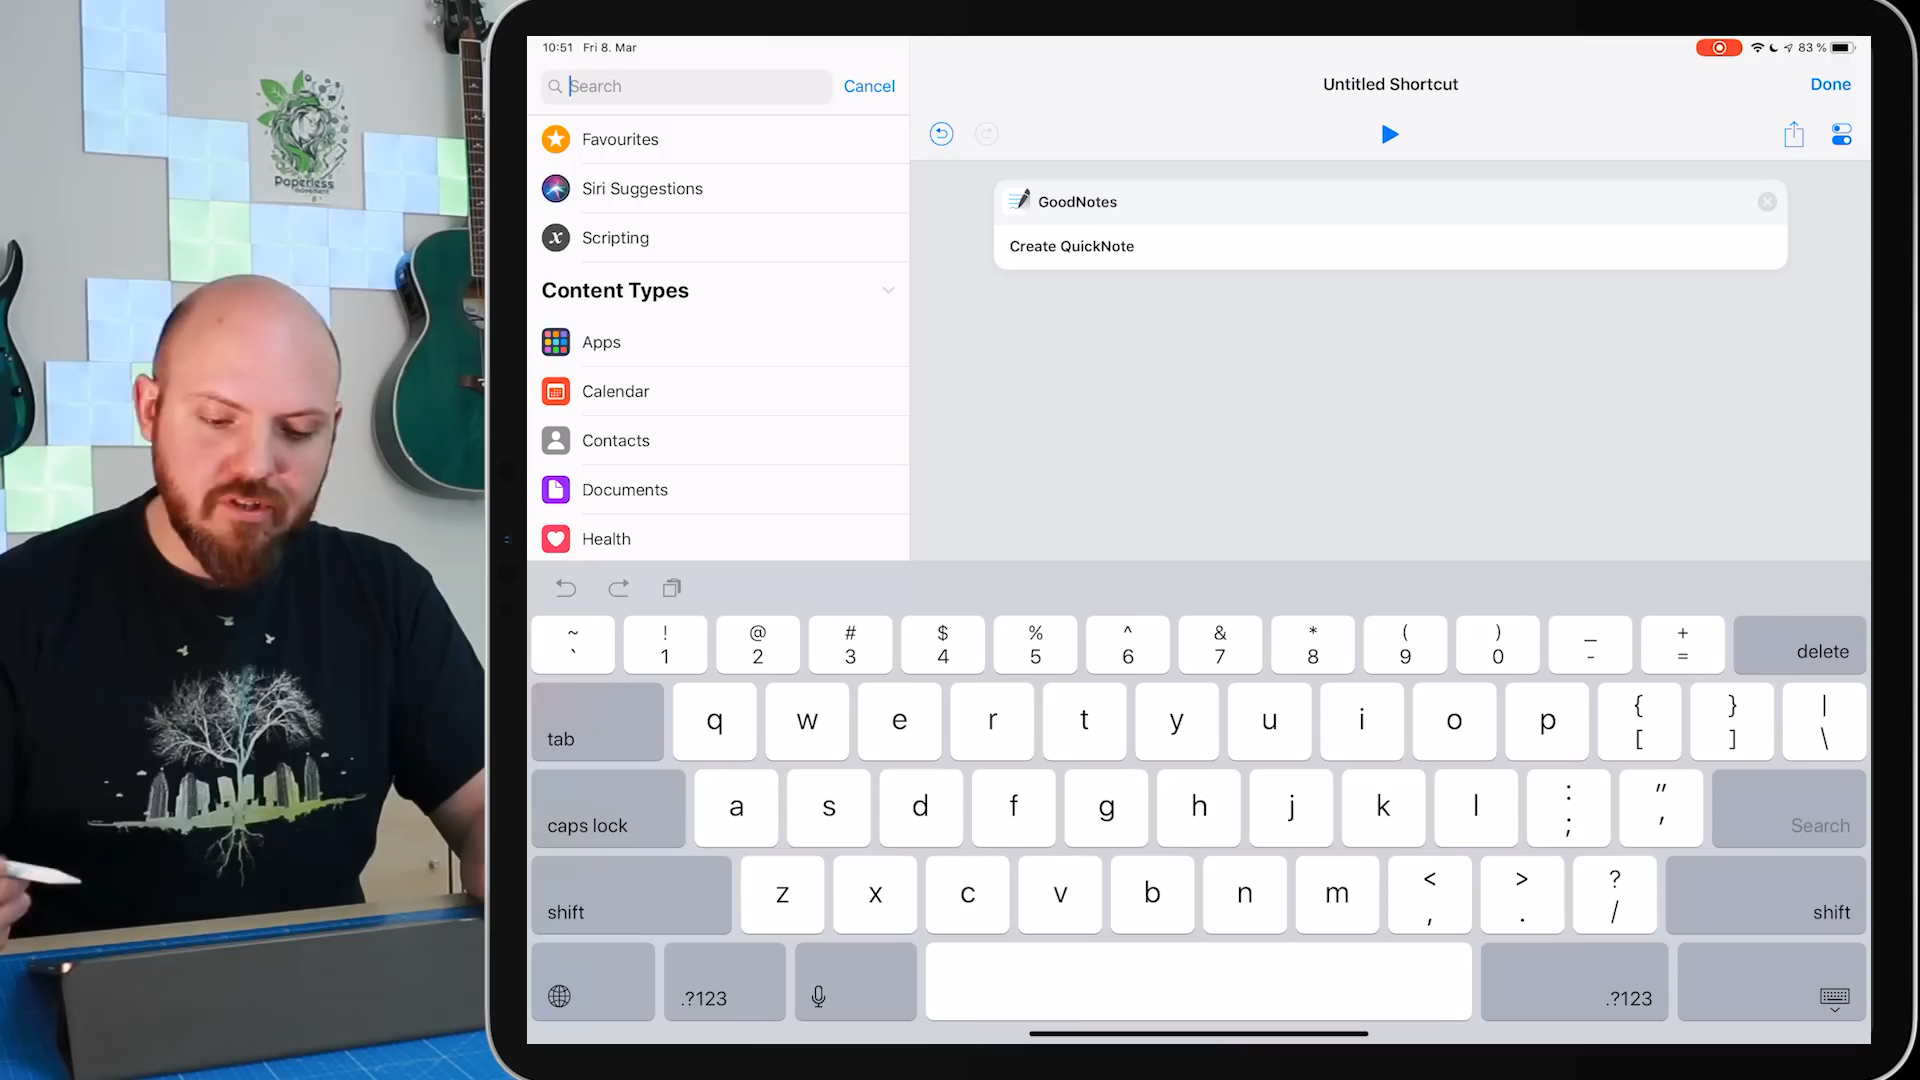 10:51 Fri 8. Mar
83 %
Search
Cancel
Untitled Shortcut
Done
Favourites
Siri Suggestions
Scripting
Content Types
Apps
Calendar
Contacts
Documents
Health
GoodNotes
Create QuickNote
Paperless
movement
~ ! @ # $ % ^ & * ( ) _ +
` 1 2 3 4 5 6 7 8 9 0 - = delete
tab q w e r t y u i o p { [ } ] | \
caps lock a s d f g h j k l : ; " ' Search
shift z x c v b n m < , > . ? / shift
.?123 .?123